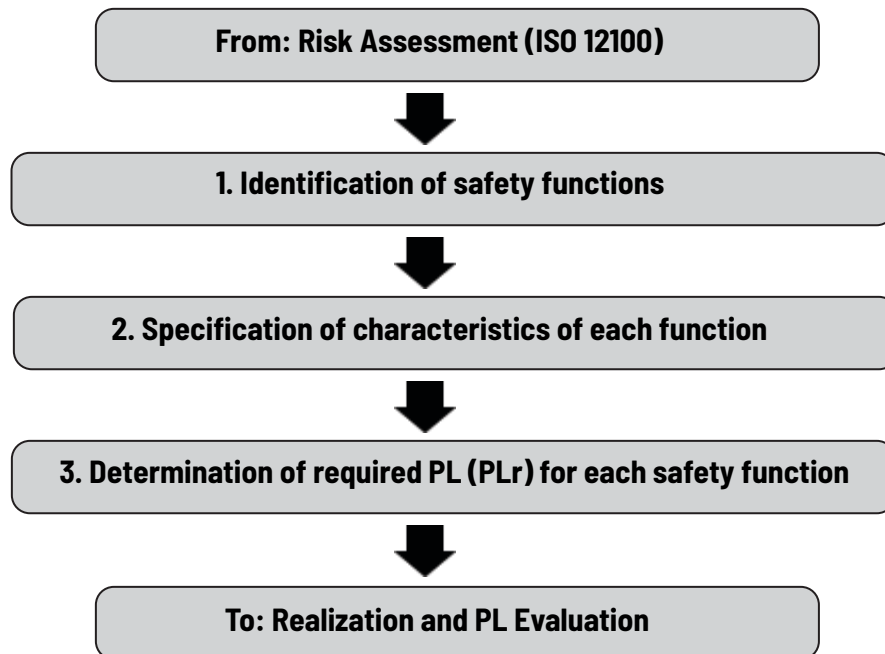 From: Risk Assessment (ISO 12100)
1. Identification of safety functions
2. Specification of characteristics of each function
3. Determination of required PL (PLr) for each safety function
To: Realization and PL Evaluation